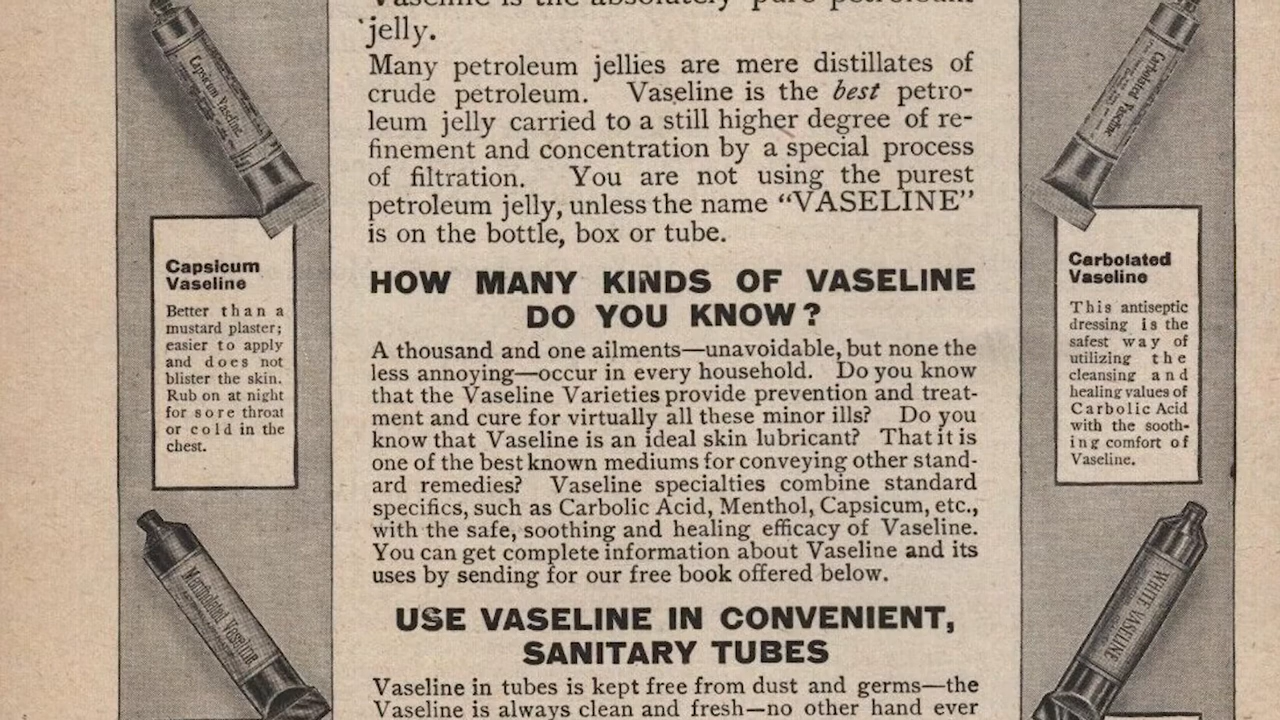 Vaseline is the absolutely pure petroleum
jelly.
Many petroleum jellies are mere distillates of
crude petroleum. Vaseline is the best petro-
leum jelly carried to a still higher degree of re-
finement and concentration by a special process
of filtration. You are not using the purest
petroleum jelly, unless the name “VASELINE”
is on the bottle, box or tube.
HOW MANY KINDS OF VASELINE
DO YOU KNOW?
A thousand and one ailments—unavoidable, but none the
less annoying—occur in every household. Do you know
that the Vaseline Varieties provide prevention and treat-
ment and cure for virtually all these minor ills? Do you
know that Vaseline is an ideal skin lubricant? That it is
one of the best known mediums for conveying other stand-
ard remedies? Vaseline specialties combine standard
specifics, such as Carbolic Acid, Menthol, Capsicum, etc.,
with the safe, soothing and healing efficacy of Vaseline.
You can get complete information about Vaseline and its
uses by sending for our free book offered below.
USE VASELINE IN CONVENIENT,
SANITARY TUBES
Vaseline in tubes is kept free from dust and germs—the
Vaseline is always clean and fresh—no other hand ever
Capsicum Vaseline
Capsicum
Vaseline
Better than a
mustard plaster;
easier to apply
and does not
blister the skin.
Rub on at night
for sore throat
or cold in the
chest.
Mentholated Vaseline
Carbolated Vaseline
Carbolated
Vaseline
This antiseptic
dressing is the
safest way of
utilizing the
cleansing and
healing values of
Carbolic Acid
with the sooth-
ing comfort of
Vaseline.
WHITE VASELINE